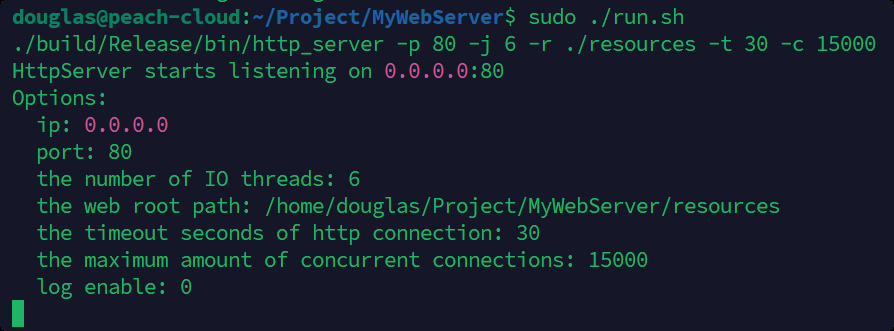 douglas@peach-cloud:~/Project/MyWebServer$ sudo ./run.sh
./build/Release/bin/http_server -p 80 -j 6 -r ./resources -t 30 -c 15000
HttpServer starts listening on 0.0.0.0:80
Options:
  ip: 0.0.0.0
  port: 80
  the number of IO threads: 6
  the web root path: /home/douglas/Project/MyWebServer/resources
  the timeout seconds of http connection: 30
  the maximum amount of concurrent connections: 15000
  log enable: 0